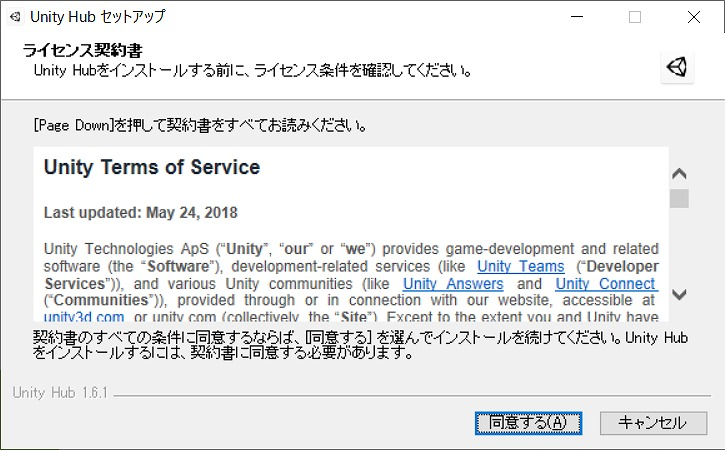 Unity Hub セットアップ
ライセンス契約書
Unity Hubをインストールする前に、ライセンス条件を確認してください。
[Page Down]を押して契約書をすべてお読みください。
Unity Terms of Service
Last updated: May 24, 2018
Unity Technologies ApS (“Unity”, “our” or “we”) provides game-development and related
software (the “Software”), development-related services (like Unity Teams (“Developer
Services”)), and various Unity communities (like Unity Answers and Unity Connect
(“Communities”)), provided through or in connection with our website, accessible at
unity3d.com or unity.com (collectively, the “Site”). Except to the extent you and Unity have
契約書のすべての条件に同意するならば、[同意する] を選んでインストールを続けてください。Unity Hub
をインストールするには、契約書に同意する必要があります。
Unity Hub 1.6.1
同意する(A)
キャンセル